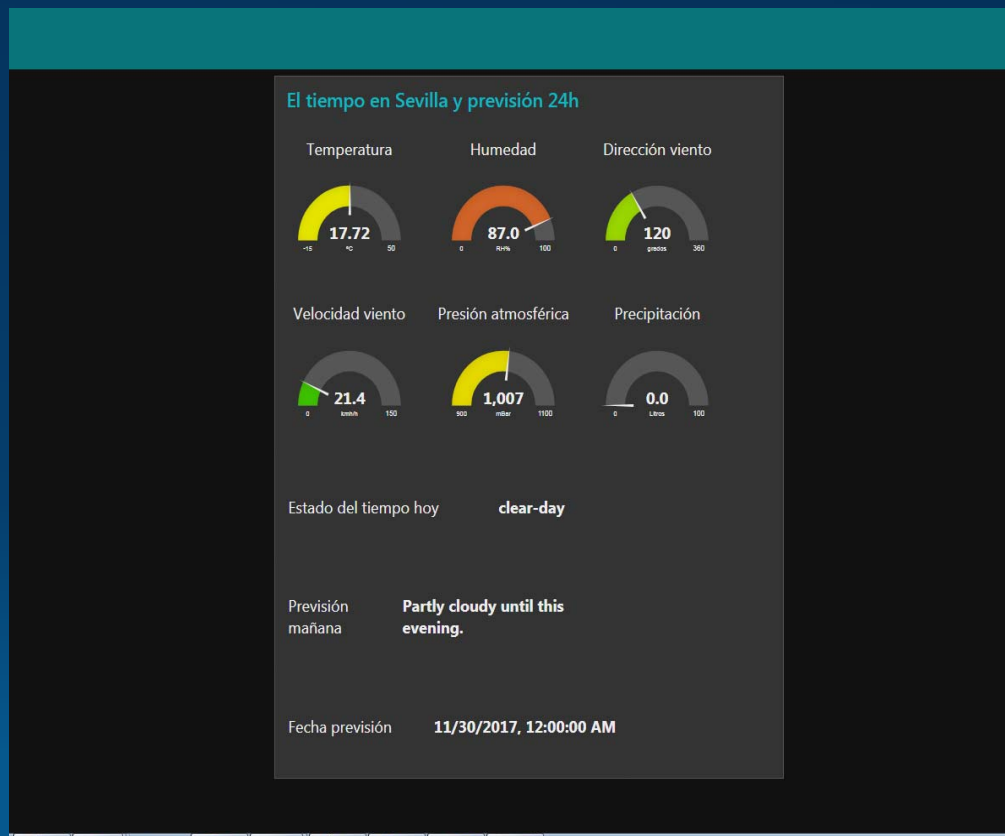 El tiempo en Sevilla y previsión 24h
Temperatura Humedad Dirección viento
17.72 87.0 120
-15 ºC 50 0 RH% 100 0 grados 360
Velocidad viento Presión atmosférica Precipitación
21.4 1,007 0.0
0 kmh/h 150 900 mBar 1100 0 Litros 100
Estado del tiempo hoy clear-day
Previsión mañana Partly cloudy until this evening.
Fecha previsión 11/30/2017, 12:00:00 AM